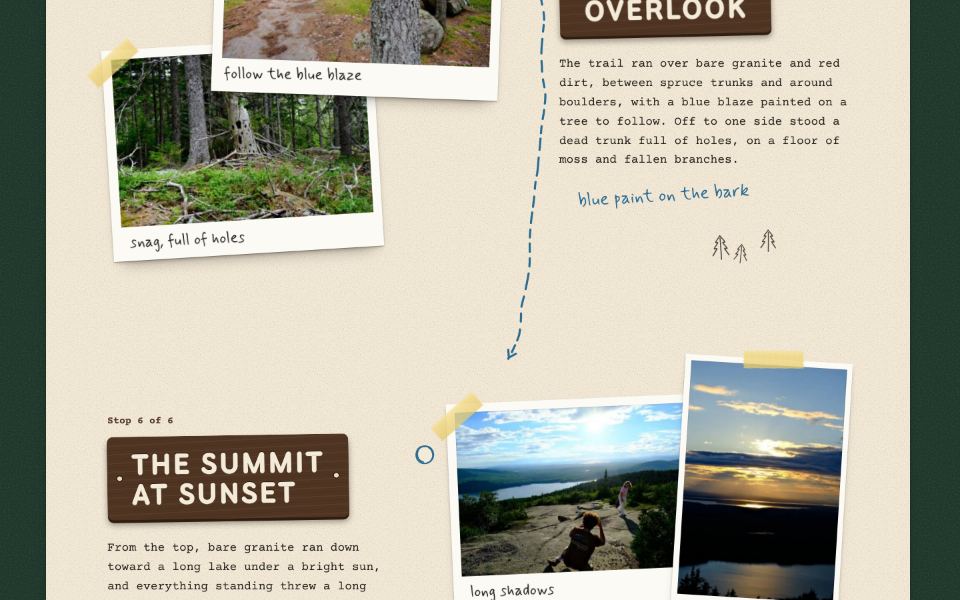 OVERLOOK
follow the blue blaze
The trail ran over bare granite and red
dirt, between spruce trunks and around
boulders, with a blue blaze painted on a
tree to follow. Off to one side stood a
dead trunk full of holes, on a floor of
moss and fallen branches.
blue paint on the bark
snag, full of holes
Stop 6 of 6
THE SUMMIT
AT SUNSET
From the top, bare granite ran down
toward a long lake under a bright sun,
and everything standing threw a long
long shadows